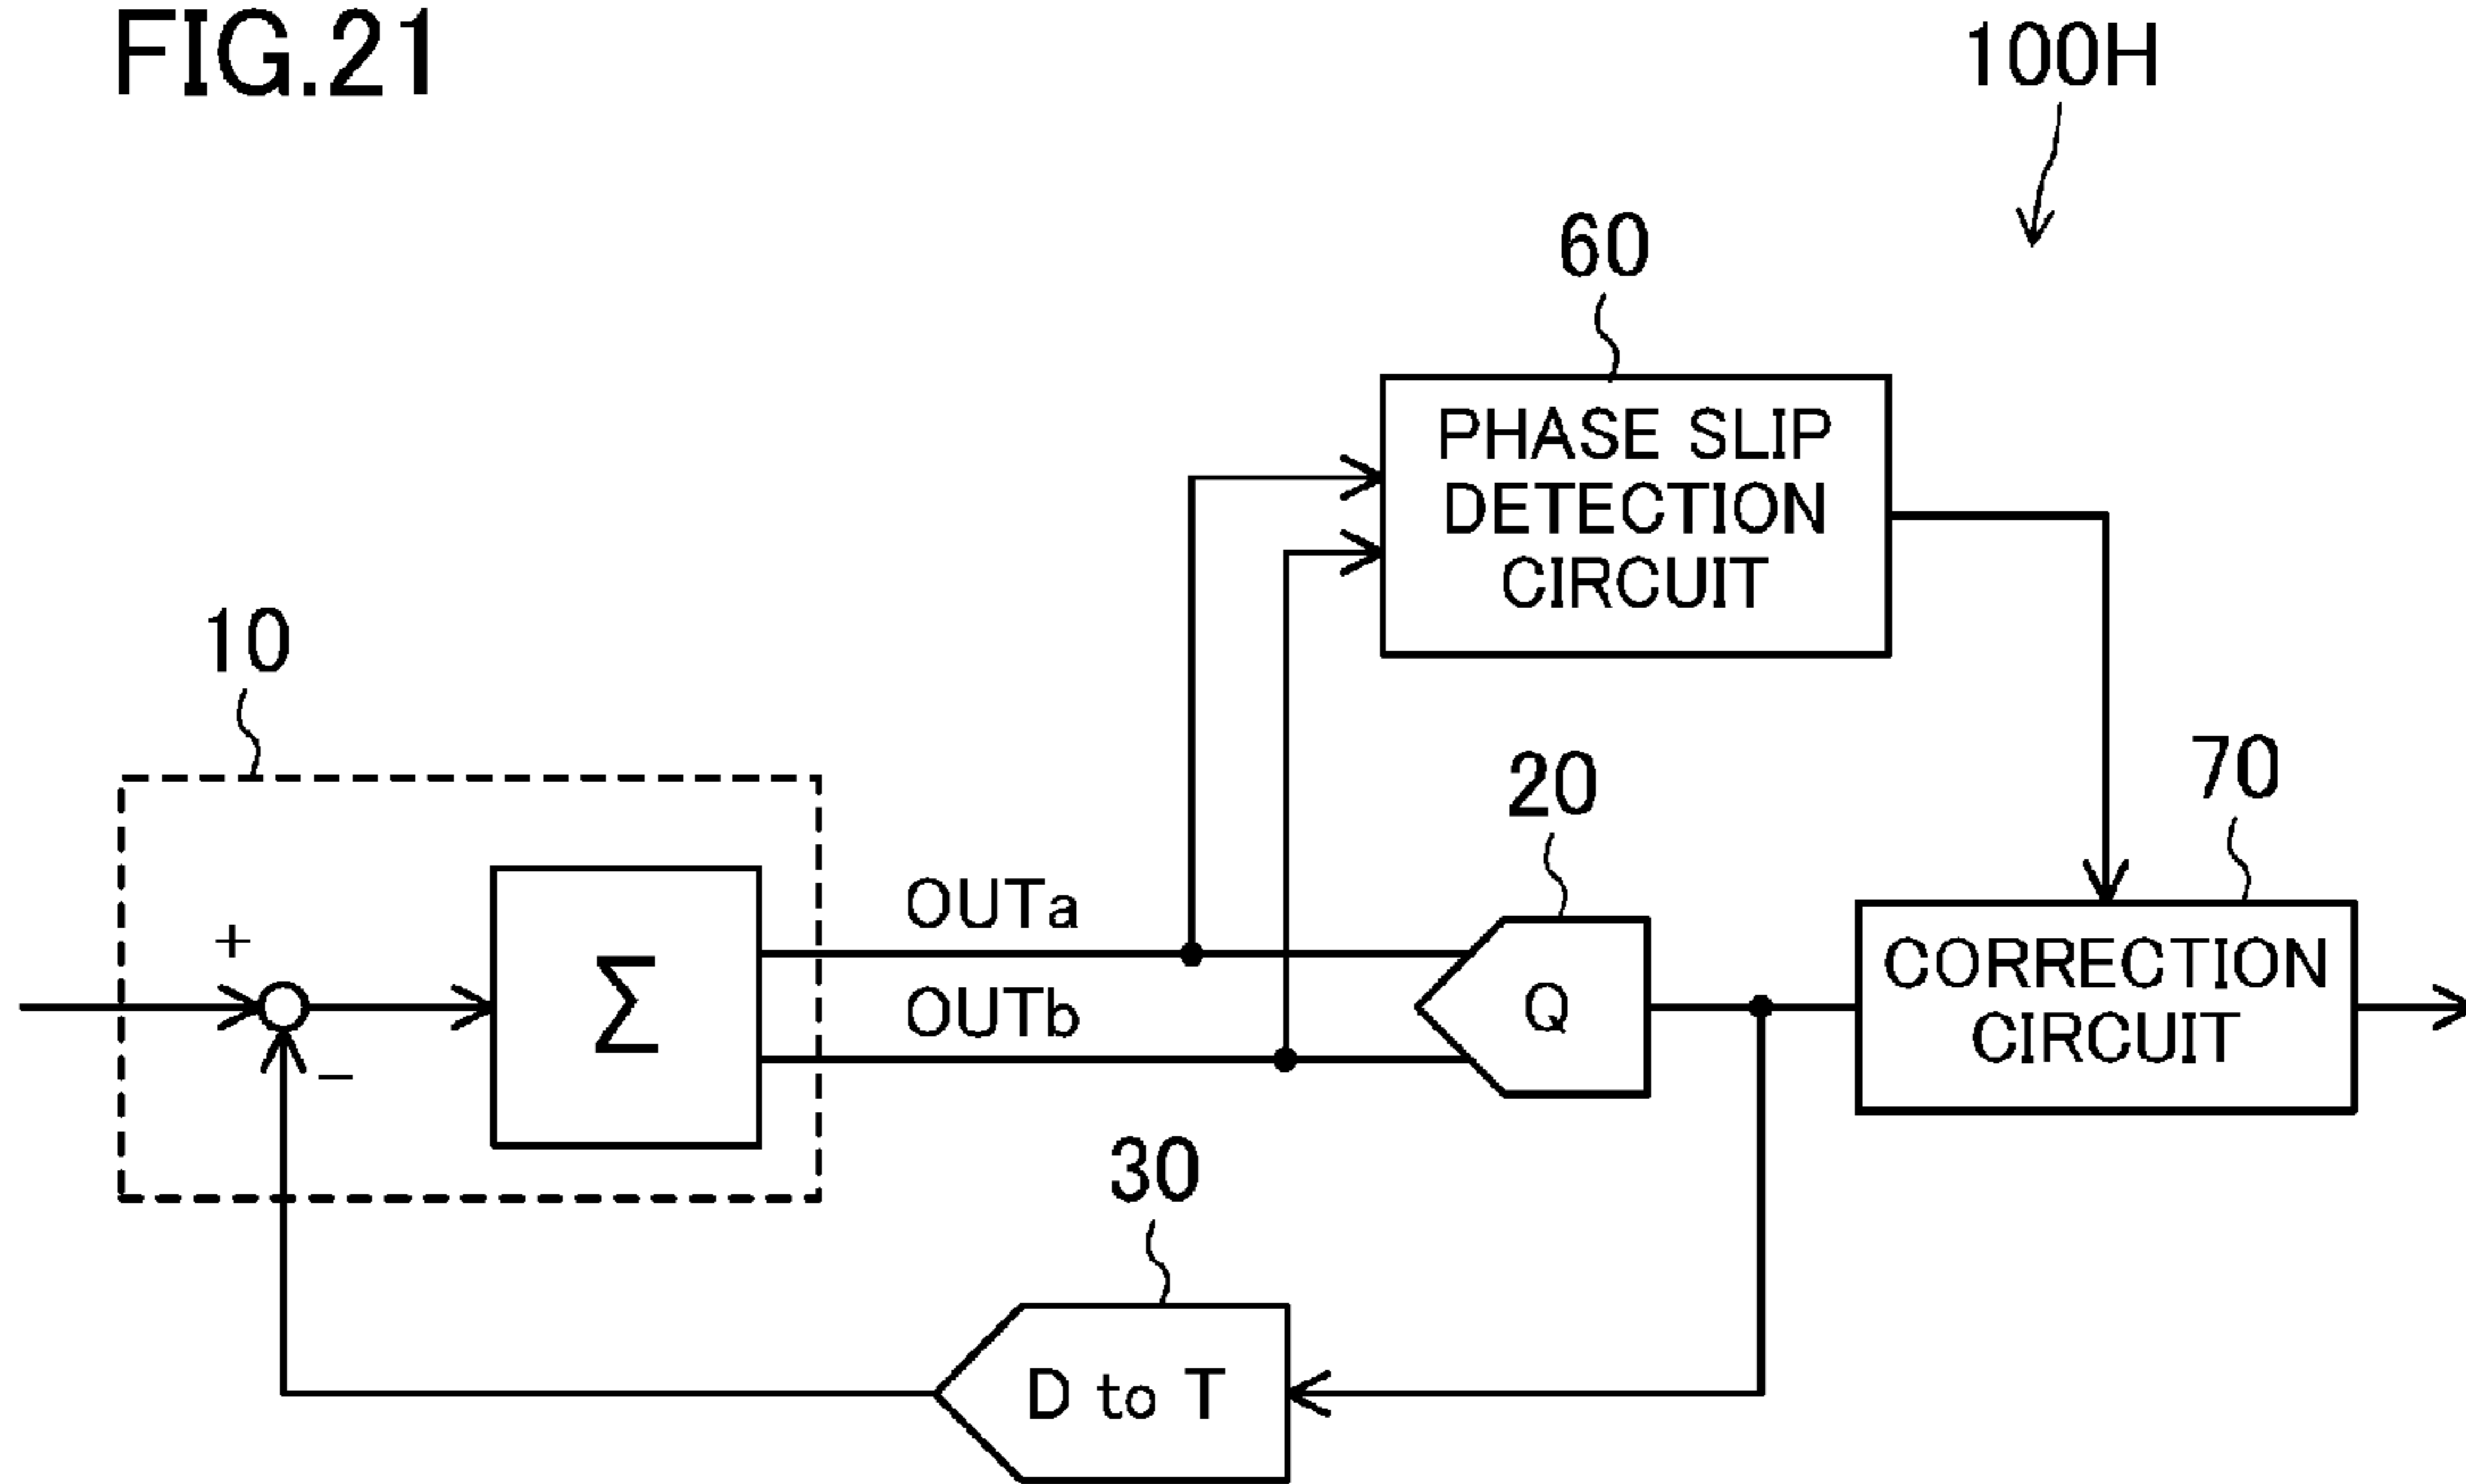 FIG.21
100H
60
PHASE SLIP
DETECTION
CIRCUIT
10
20
70
OUTa
OUTb
+
−
Σ
Q
CORRECTION
CIRCUIT
30
D to T